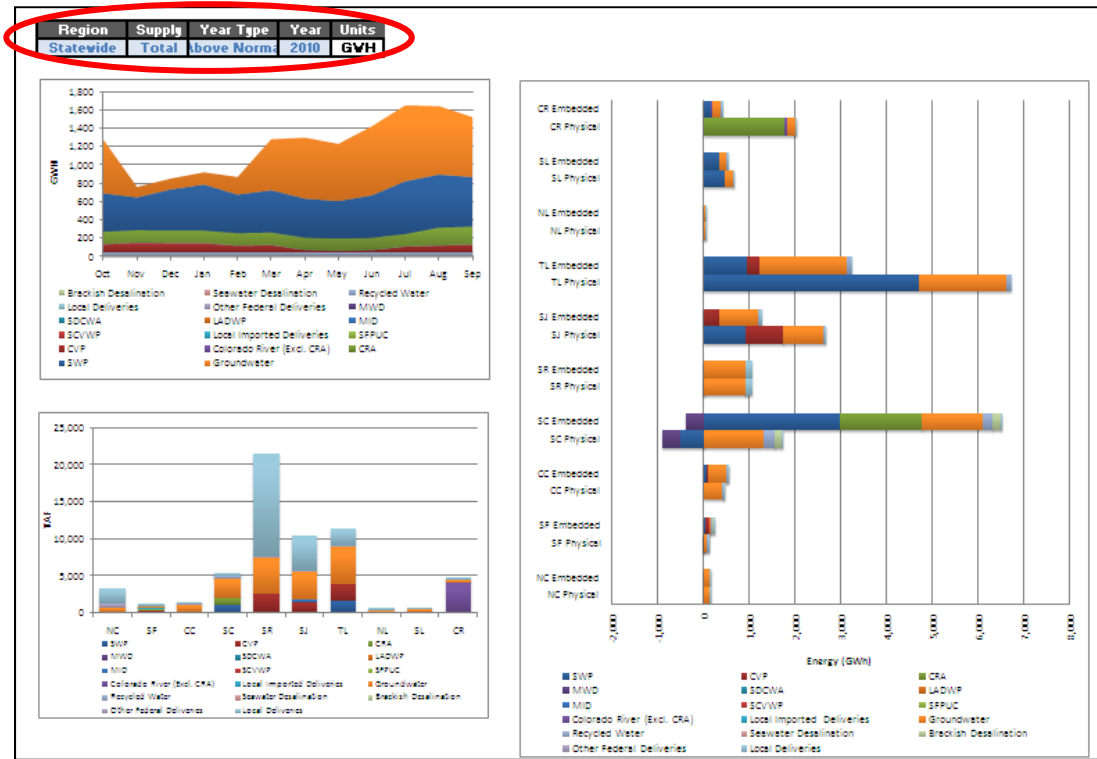 Region Supply Year Type Year Units
Statewide Total Above Norma 2010 GWH
1,800
1,600
1,400
1,200
1,000
800
600
400
200
0
GWH
Oct Nov Dec Jan Feb Mar Apr May Jun Jul Aug Sep
Brackish Desalination Seawater Desalination Recycled Water
Local Deliveries Other Federal Deliveries MWD
SDCWA LADWP MID
SCVWP Local Imported Deliveries SFPUC
CVP Colorado River (Excl. CRA) CRA
SWP Groundwater
25,000
20,000
15,000
10,000
5,000
0
TAF
NC SF CC SC SR SJ TL NL SL CR
SWP CVP CRA
MWD SDCWA LADWP
MID SCVWP SFPUC
Colorado River (Excl. CRA) Local Imported Deliveries Groundwater
Recycled Water Seawater Desalination Brackish Desalination
Other Federal Deliveries Local Deliveries
CR Embedded
CR Physical
SL Embedded
SL Physical
NL Embedded
NL Physical
TL Embedded
TL Physical
SJ Embedded
SJ Physical
SR Embedded
SR Physical
SC Embedded
SC Physical
CC Embedded
CC Physical
SF Embedded
SF Physical
NC Embedded
NC Physical
-2,000 -1,000 0 1,000 2,000 3,000 4,000 5,000 6,000 7,000 8,000
Energy (GWh)
SWP CVP CRA
MWD SDCWA LADWP
MID SCVWP SFPUC
Colorado River (Excl. CRA) Local Imported Deliveries Groundwater
Recycled Water Seawater Desalination Brackish Desalination
Other Federal Deliveries Local Deliveries